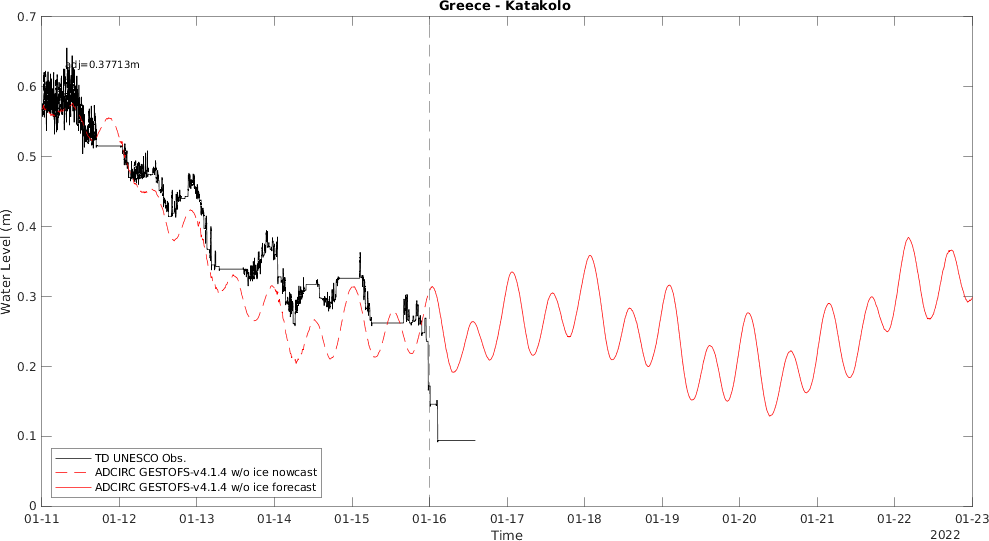 Greece - Katakolo
0.7
0.6
0.5
0.4
0.3
0.2
0.1
0
Water Level (m)
adj=0.37713m
TD UNESCO Obs.
ADCIRC GESTOFS-v4.1.4 w/o ice nowcast
ADCIRC GESTOFS-v4.1.4 w/o ice forecast
01-11 01-12 01-13 01-14 01-15 01-16 01-17 01-18 01-19 01-20 01-21 01-22 01-23
Time
2022